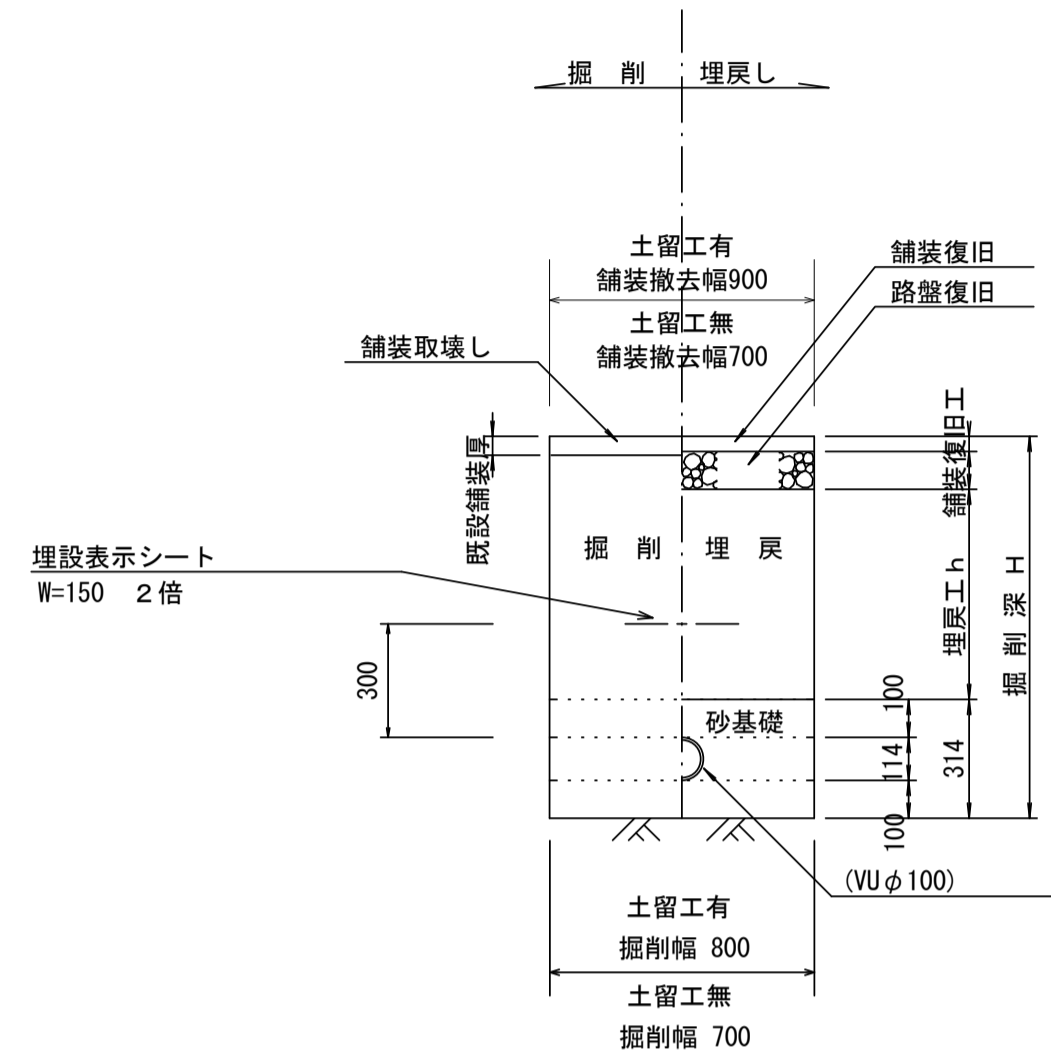 掘　削　埋戻し
土留工有
舗装撤去幅900
土留工無
舗装撤去幅700
舗装復旧
路盤復旧
舗装取壊し
既設舗装厚
舗装復旧工
掘　削　埋　戻
埋設表示シート
W=150　２倍
埋戻工ｈ
掘 削 深 Ｈ
300
砂基礎
100
114
100
314
(VUφ100)
土留工有
掘削幅 800
土留工無
掘削幅 700